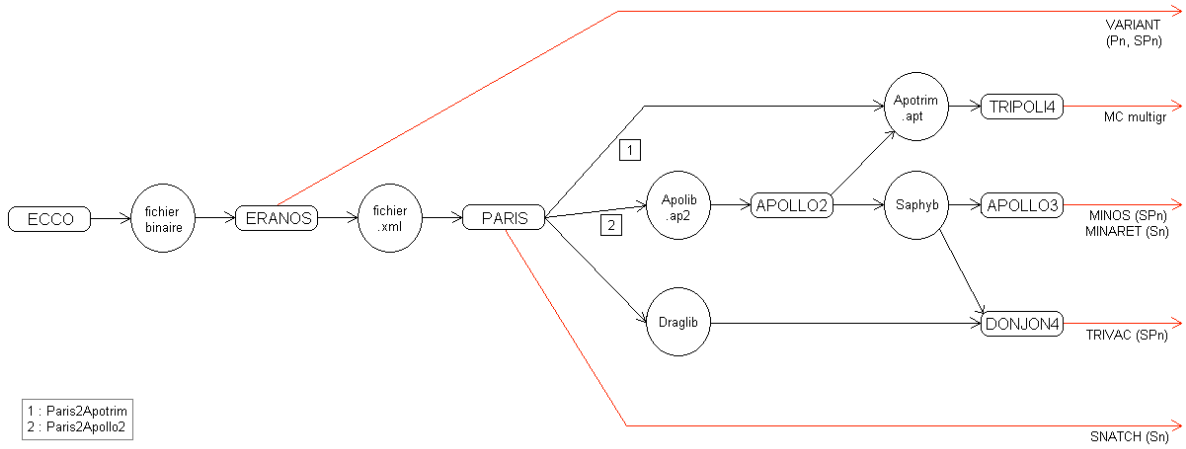 VARIANT
(Pn, SPn)
Apotrim
.apt
TRIPOLI4
MC multigr
1
ECCO
fichier
binaire
ERANOS
fichier
.xml
PARIS
2
Apolib
.ap2
APOLLO2
Saphyb
APOLLO3
MINOS (SPn)
MINARET (Sn)
Draglib
DONJON4
TRIVAC (SPn)
1 : Paris2Apotrim
2 : Paris2Apollo2
SNATCH (Sn)